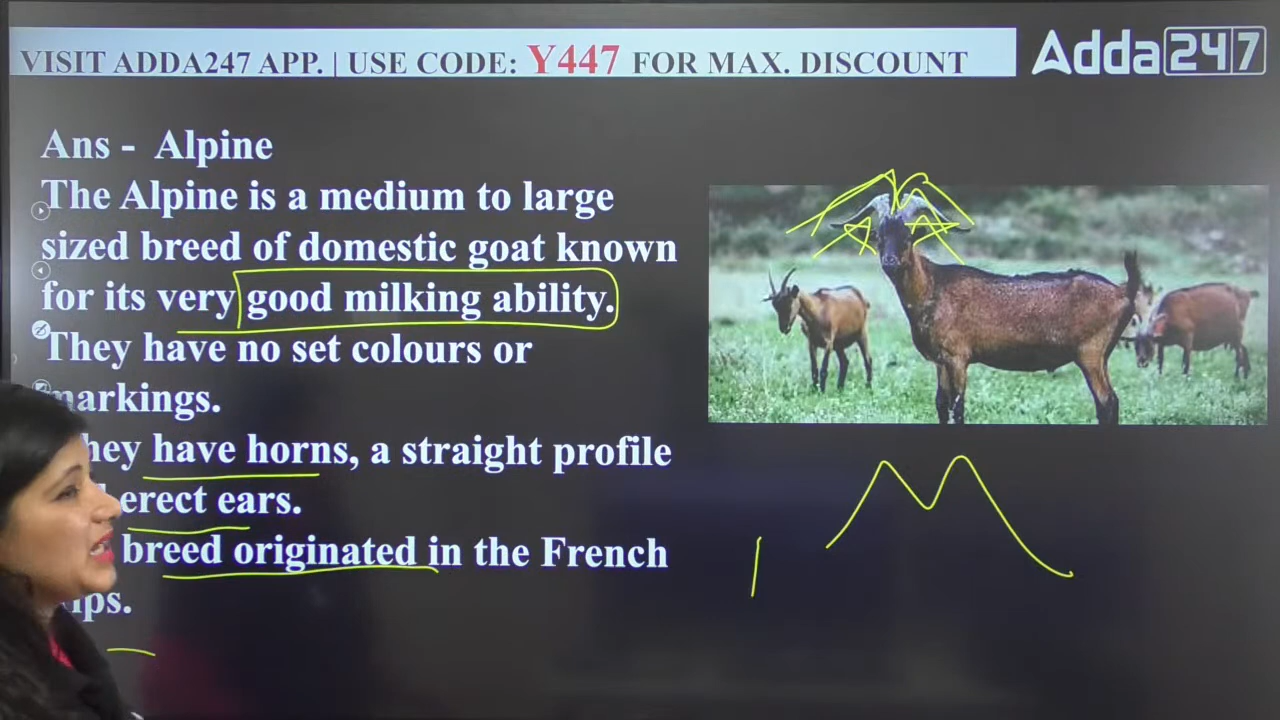 VISIT ADDA247 APP. | USE CODE: Y447 FOR MAX. DISCOUNT
Adda247
Ans - Alpine
The Alpine is a medium to large
sized breed of domestic goat known
for its very good milking ability.
They have no set colours or
markings.
have horns, a straight profile
erect ears.
breed originated in the French